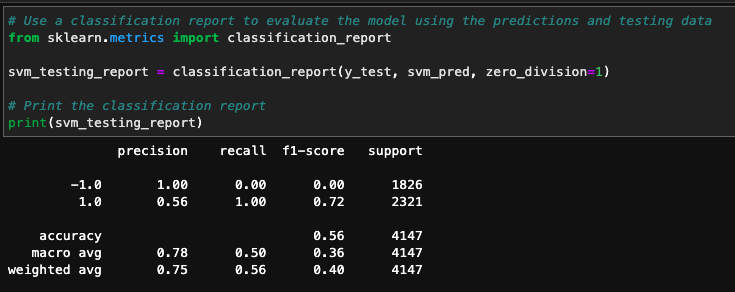 # Use a classification report to evaluate the model using the predictions and testing data
from sklearn.metrics import classification_report
svm_testing_report = classification_report(y_test, svm_pred, zero_division=1)
# Print the classification report
print(svm_testing_report)
precision recall f1-score support
-1.0 1.00 0.00 0.00 1826
1.0 0.56 1.00 0.72 2321
accuracy 0.56 4147
macro avg 0.78 0.50 0.36 4147
weighted avg 0.75 0.56 0.40 4147